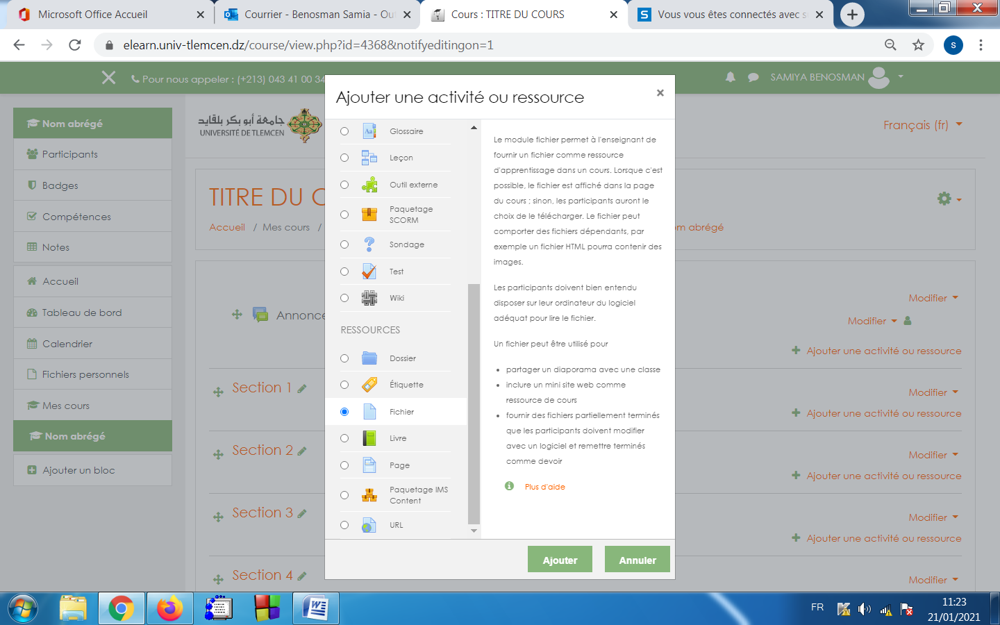 Microsoft Office Accueil
Courrier - Benosman Samia - Ou
Cours : TITRE DU COURS
Vous vous êtes connectés avec s
elearn.univ-tlemcen.dz/course/view.php?id=4368&notifyeditingon=1
s
Pour nous appeler : (+213) 043 41 00 34
SAMIYA BENOSMAN
Nom abrégé
Participants
Badges
Compétences
Notes
Accueil
Tableau de bord
Calendrier
Fichiers personnels
Mes cours
Nom abrégé
Ajouter un bloc
جامعة أبو بكر بلقايد
UNIVERSITÉ DE TLEMCEN
Français (fr)
TITRE DU C
Accueil / Mes cours /
m abrégé
Annonce
Modifier
Modifier
Ajouter une activité ou ressource
Section 1
Modifier
Ajouter une activité ou ressource
Section 2
Modifier
Ajouter une activité ou ressource
Section 3
Modifier
Ajouter une activité ou ressource
Section 4
Modifier
Ajouter une activité ou ressource
Glossaire
Leçon
Outil externe
Paquetage
SCORM
Sondage
Test
Wiki
RESSOURCES
Dossier
Étiquette
Fichier
Livre
Page
Paquetage IMS
Content
URL
Le module fichier permet à l'enseignant de
fournir un fichier comme ressource
d'apprentissage dans un cours. Lorsque c'est
possible, le fichier est affiché dans la page
du cours ; sinon, les participants auront le
choix de le télécharger. Le fichier peut
comporter des fichiers dépendants, par
exemple un fichier HTML pourra contenir des
images.
Les participants doivent bien entendu
disposer sur leur ordinateur du logiciel
adéquat pour lire le fichier.
Un fichier peut être utilisé pour
• partager un diaporama avec une classe
• inclure un mini site web comme
ressource de cours
• fournir des fichiers partiellement terminés
que les participants doivent modifier
avec un logiciel et remettre terminés
comme devoir
Plus d'aide
Ajouter
Annuler
FR
11:23
21/01/2021